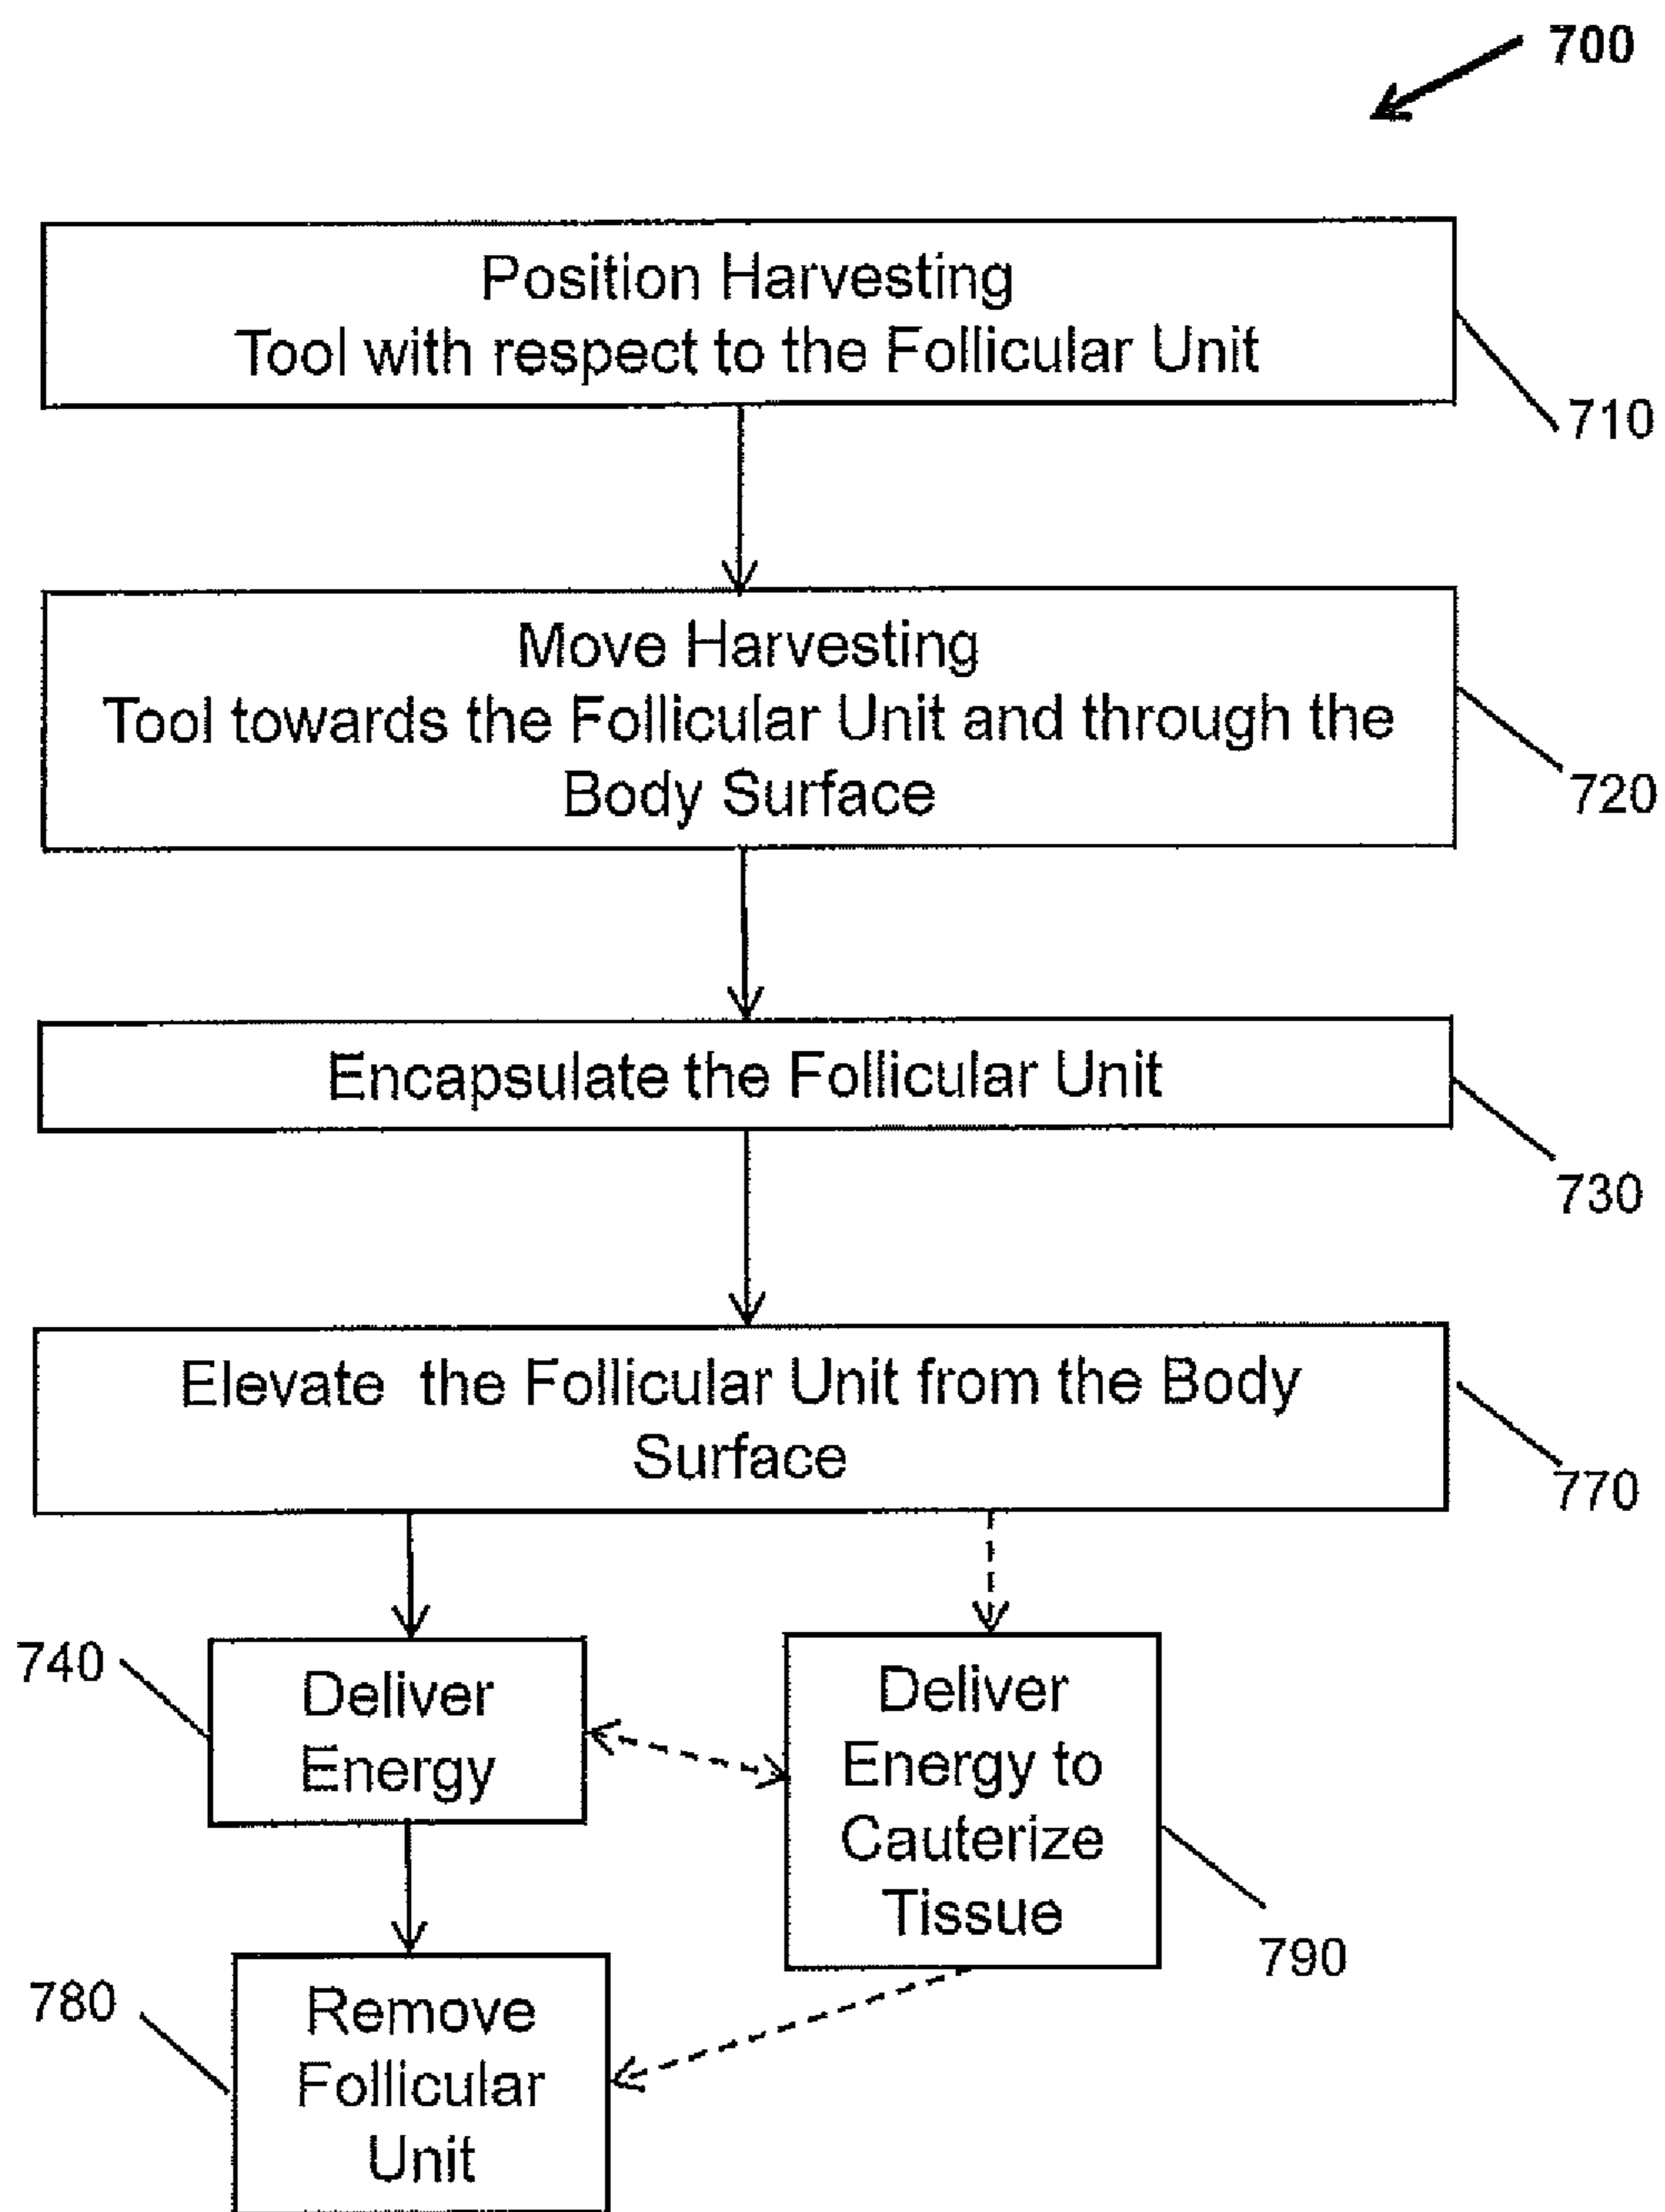 700
Position Harvesting
Tool with respect to the Follicular Unit
710
Move Harvesting
Tool towards the Follicular Unit and through the
Body Surface
720
Encapsulate the Follicular Unit
730
Elevate the Follicular Unit from the Body
Surface
770
740
Deliver
Energy
Deliver
Energy to
Cauterize
Tissue
790
780
Remove
Follicular
Unit